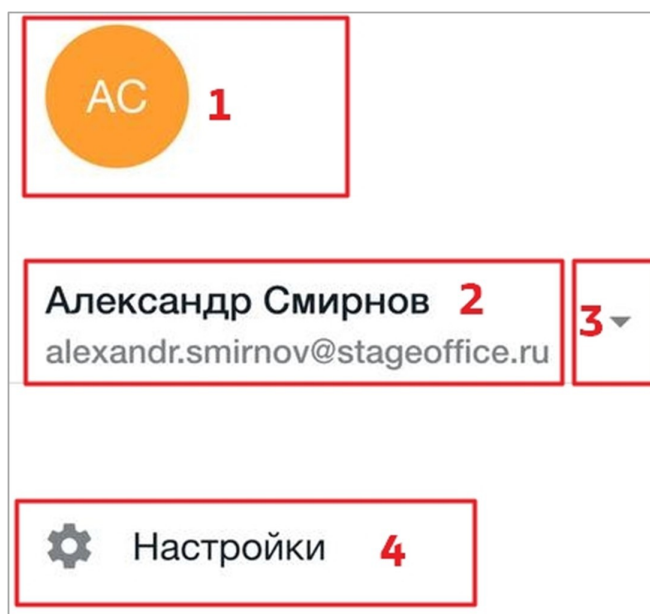 АС 1
Александр Смирнов 2
alexandr.smirnov@stageoffice.ru
3
Настройки 4